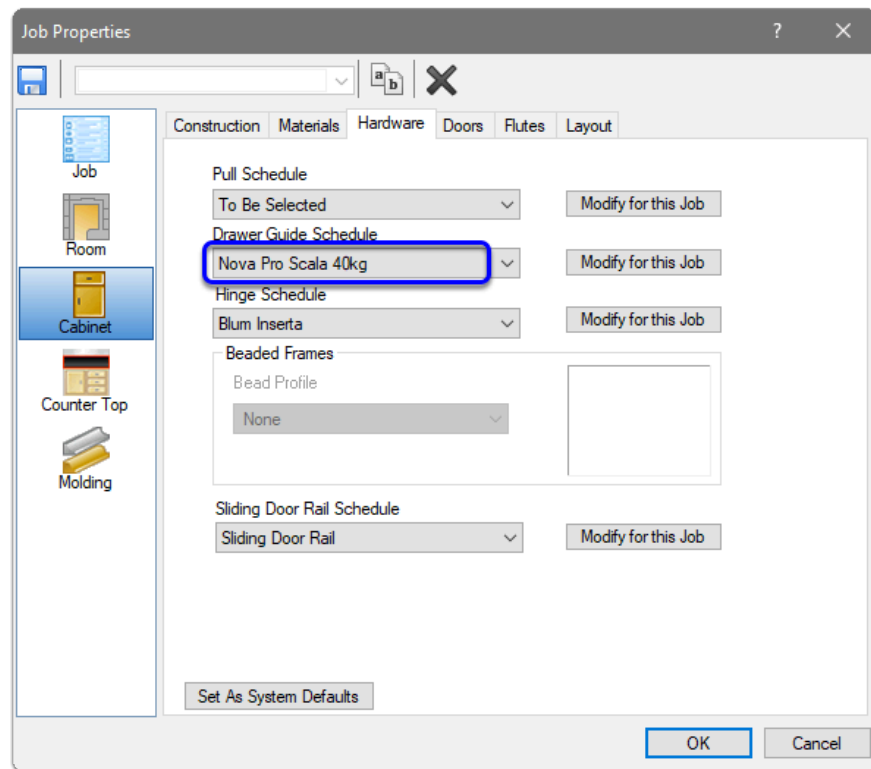 Job Properties
?
a b
Job
Room
Cabinet
Counter Top
Molding
Construction Materials Hardware Doors Flutes Layout
Pull Schedule
To Be Selected Modify for this Job
Drawer Guide Schedule
Nova Pro Scala 40kg Modify for this Job
Hinge Schedule
Blum Inserta Modify for this Job
Beaded Frames
Bead Profile
None
Sliding Door Rail Schedule
Sliding Door Rail Modify for this Job
Set As System Defaults
OK Cancel